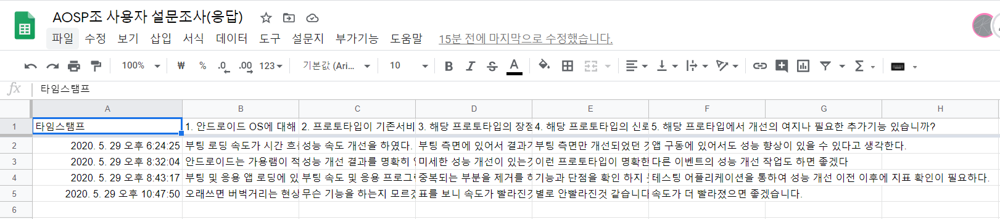 AOSP조 사용자 설문조사(응답)
파일 수정 보기 삽입 서식 데이터 도구 설문지 부가기능 도움말 15분 전에 마지막으로 수정했습니다.
100% ₩ % .0 .00 123 기본값 (Ari... 10 B I S A
fx 타임스탬프
A B C D E F G H
1 타임스탬프 1. 안드로이드 OS에 대해 2. 프로토타입이 기존서비 3. 해당 프로토타입의 장점 4. 해당 프로토타입의 신뢰 5. 해당 프로타입에서 개선의 여지나 필요한 추가기능 있습니까?
2 2020. 5. 29 오후 6:24:25 부팅 로딩 속도가 시간 흐 성능 속도 개선을 하였다. 부팅 측면에 있어서 결과가 부팅 측면만 개선되었던 것 앱 구동에 있어서도 성능 향상이 있을 수 있다고 생각한다.
3 2020. 5. 29 오후 8:32:04 안드로이드는 가용램이 적 성능 개선 결과를 명확히 미세한 성능 개선이 있는것 이런 프로토타입이 명확한 다른 이벤트의 성능 개선 작업도 하면 좋겠다
4 2020. 5. 29 오후 8:43:17 부팅 및 응용 앱 로딩에 있 부팅 속도 및 응용 프로그 중복되는 부분을 제거를 하 기능과 단점을 확인 하지 테스팅 어플리케이션을 통하여 성능 개선 이전 이후에 지표 확인이 필요하다.
5 2020. 5. 29 오후 10:47:50 오래쓰면 버벅거리는 현상 무슨 기능을 하는지 모르겠 표를 보니 속도가 빨라진것 별로 안빨라진것 같습니다 속도가 더 빨라졌으면 좋겠습니다.
6